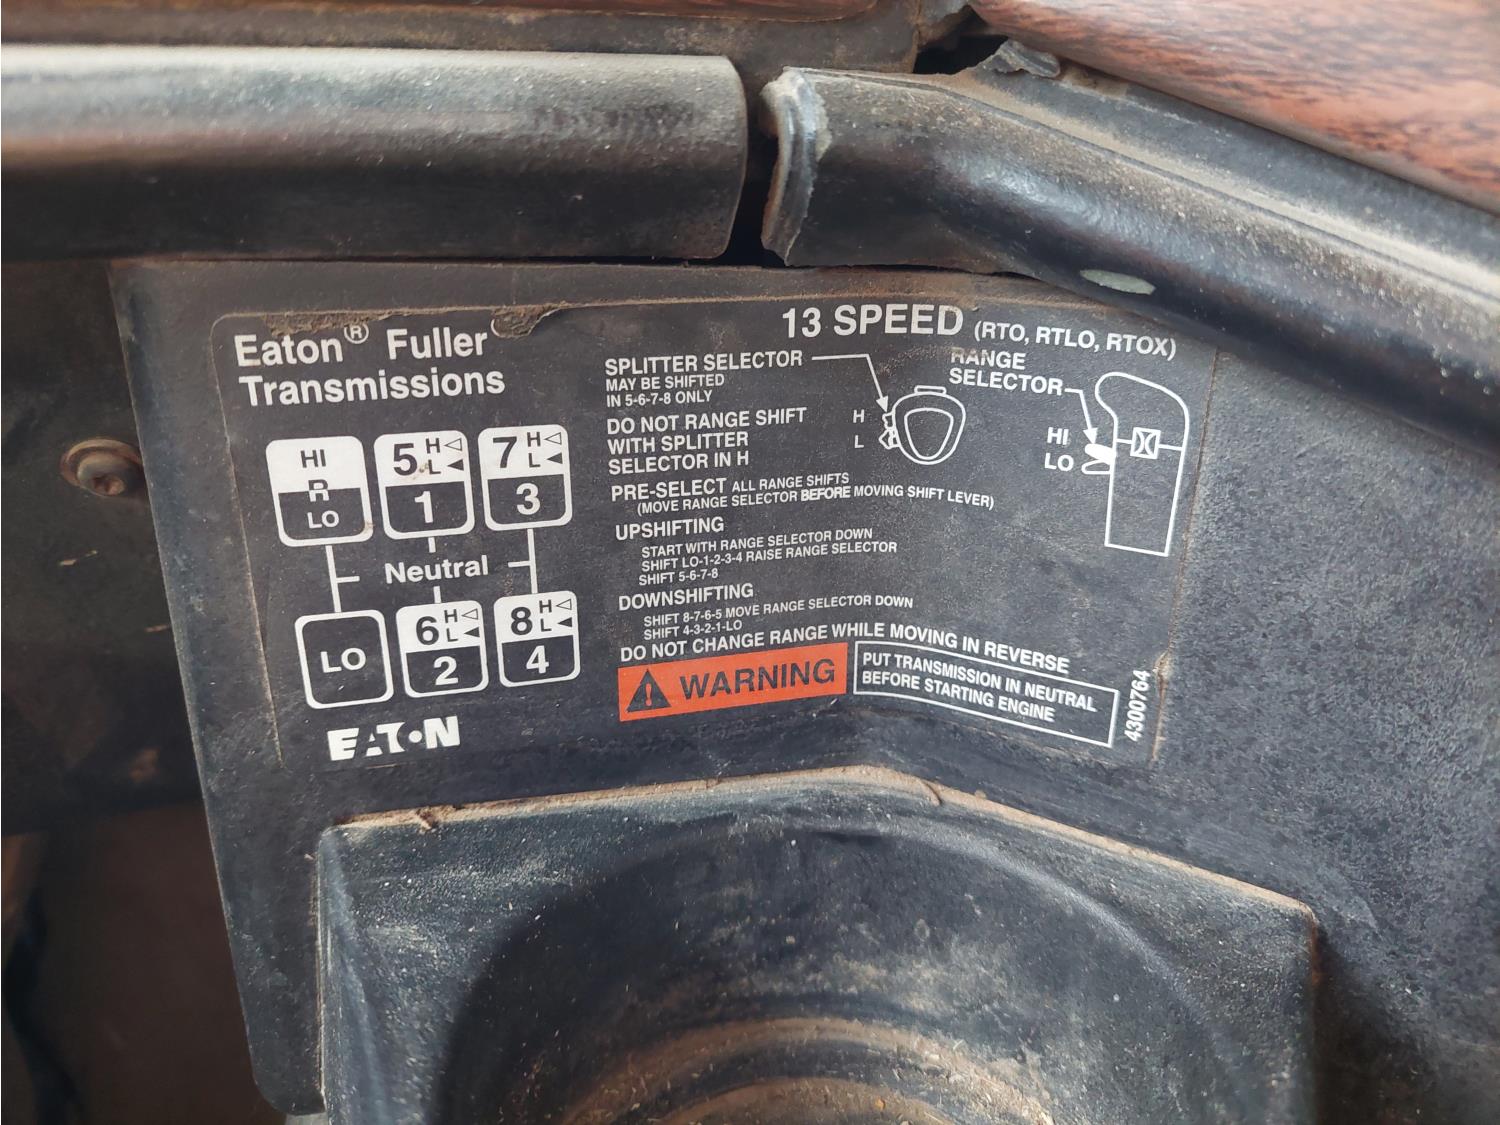 Eaton® Fuller
Transmissions
13 SPEED (RTO, RTLO, RTOX)
SPLITTER SELECTOR
MAY BE SHIFTED
IN 5-6-7-8 ONLY
RANGE
SELECTOR
H
L
HI
LO
DO NOT RANGE SHIFT
WITH SPLITTER
SELECTOR IN H
PRE-SELECT ALL RANGE SHIFTS
(MOVE RANGE SELECTOR BEFORE MOVING SHIFT LEVER)
UPSHIFTING
START WITH RANGE SELECTOR DOWN
SHIFT LO-1-2-3-4 RAISE RANGE SELECTOR
SHIFT 5-6-7-8
DOWNSHIFTING
SHIFT 8-7-6-5 MOVE RANGE SELECTOR DOWN
SHIFT 4-3-2-1-LO
DO NOT CHANGE RANGE WHILE MOVING IN REVERSE
WARNING
PUT TRANSMISSION IN NEUTRAL
BEFORE STARTING ENGINE
4300764
HI
R
LO
5 H
L
1
7 H
L
3
Neutral
LO
6 H
L
2
8 H
L
4
EATON